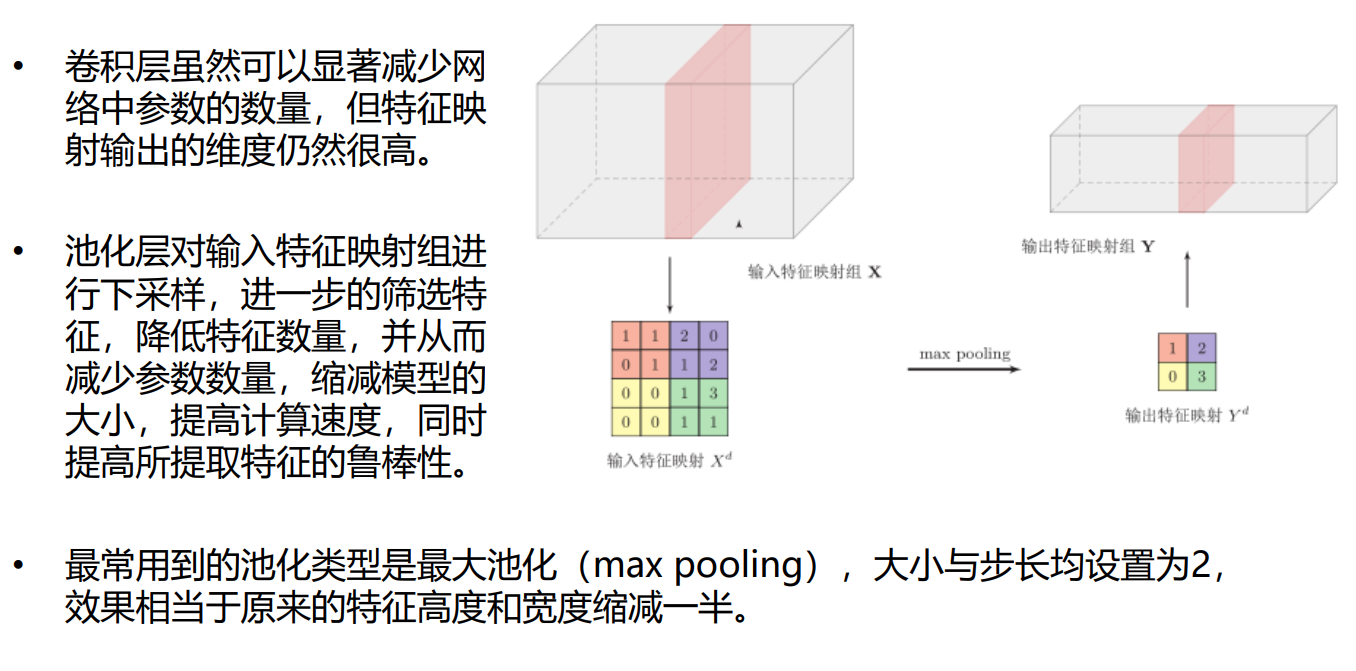 • 卷积层虽然可以显著减少网
络中参数的数量，但特征映
射输出的维度仍然很高。
• 池化层对输入特征映射组进
行下采样，进一步的筛选特
征，降低特征数量，并从而
减少参数数量，缩减模型的
大小，提高计算速度，同时
提高所提取特征的鲁棒性。
输入特征映射组 X
1 1 2 0
0 1 1 2
0 0 1 3
0 0 1 1
输入特征映射 X^d
max pooling
输出特征映射组 Y
1 2
0 3
输出特征映射 Y^d
• 最常用到的池化类型是最大池化（max pooling），大小与步长均设置为2，
效果相当于原来的特征高度和宽度缩减一半。